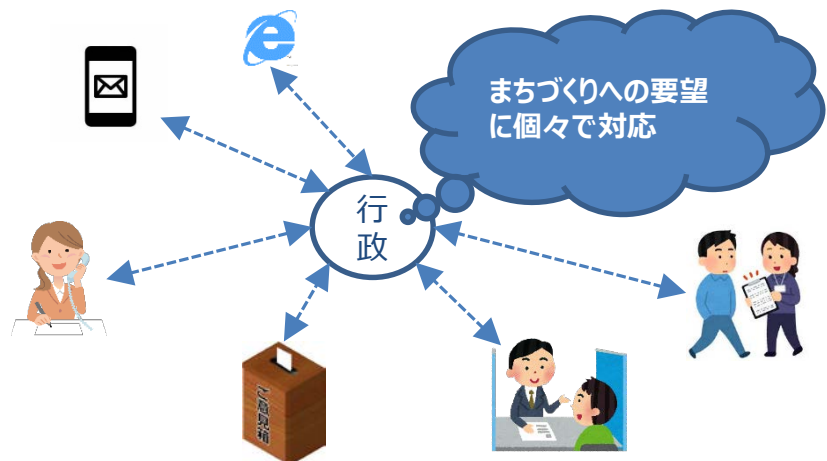 まちづくりへの要望
に個々で対応
行
政
ご意見箱